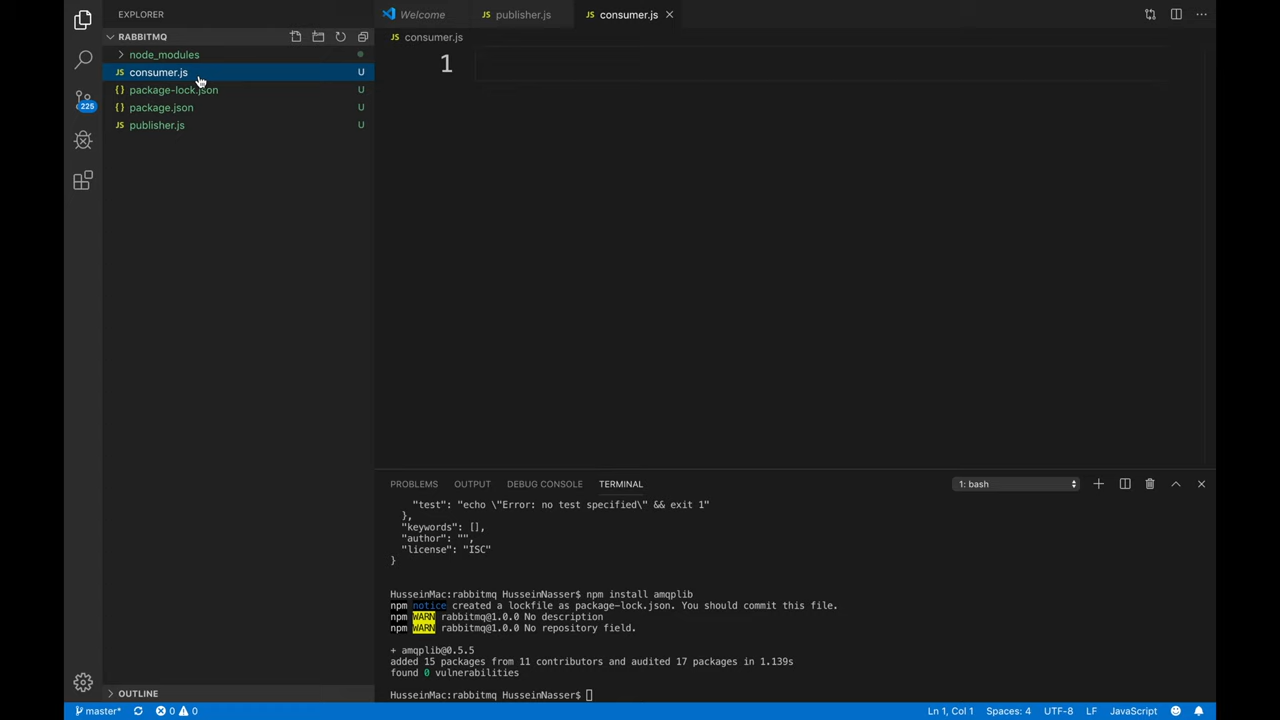 EXPLORER
RABBITMQ
node_modules
JS consumer.js U
{} package-lock.json U
{} package.json U
JS publisher.js U
225
OUTLINE
Welcome
JS publisher.js
JS consumer.js
JS consumer.js
1
PROBLEMS OUTPUT DEBUG CONSOLE TERMINAL 1: bash
"test": "echo \"Error: no test specified\" && exit 1"
},
"keywords": [],
"author": "",
"license": "ISC"
}
HusseinMac:rabbitmq HusseinNasser$ npm install amqplib
npm notice created a lockfile as package-lock.json. You should commit this file.
npm WARN rabbitmq@1.0.0 No description
npm WARN rabbitmq@1.0.0 No repository field.
+ amqplib@0.5.5
added 15 packages from 11 contributors and audited 17 packages in 1.139s
found 0 vulnerabilities
HusseinMac:rabbitmq HusseinNasser$
master* 0 0 Ln 1, Col 1 Spaces: 4 UTF-8 LF JavaScript